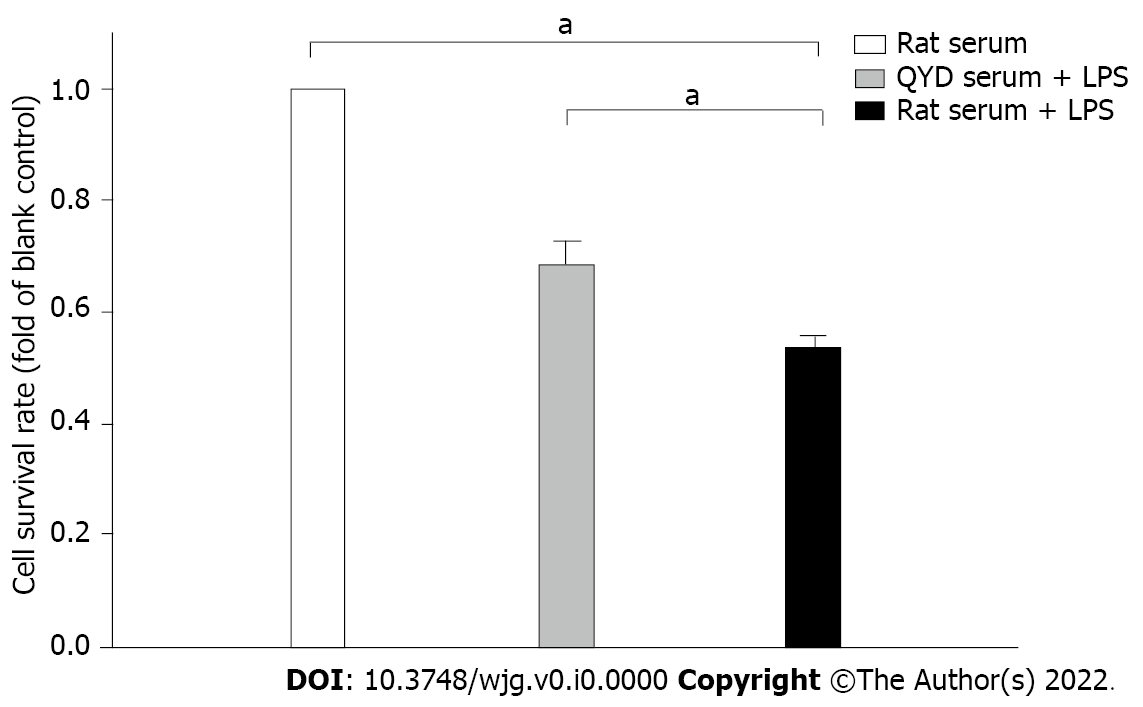 a
a
Rat serum
QYD serum + LPS
Rat serum + LPS
Cell survival rate (fold of blank control)
1.0
0.8
0.6
0.4
0.2
0.0
DOI: 10.3748/wjg.v0.i0.0000 Copyright ©The Author(s) 2022.